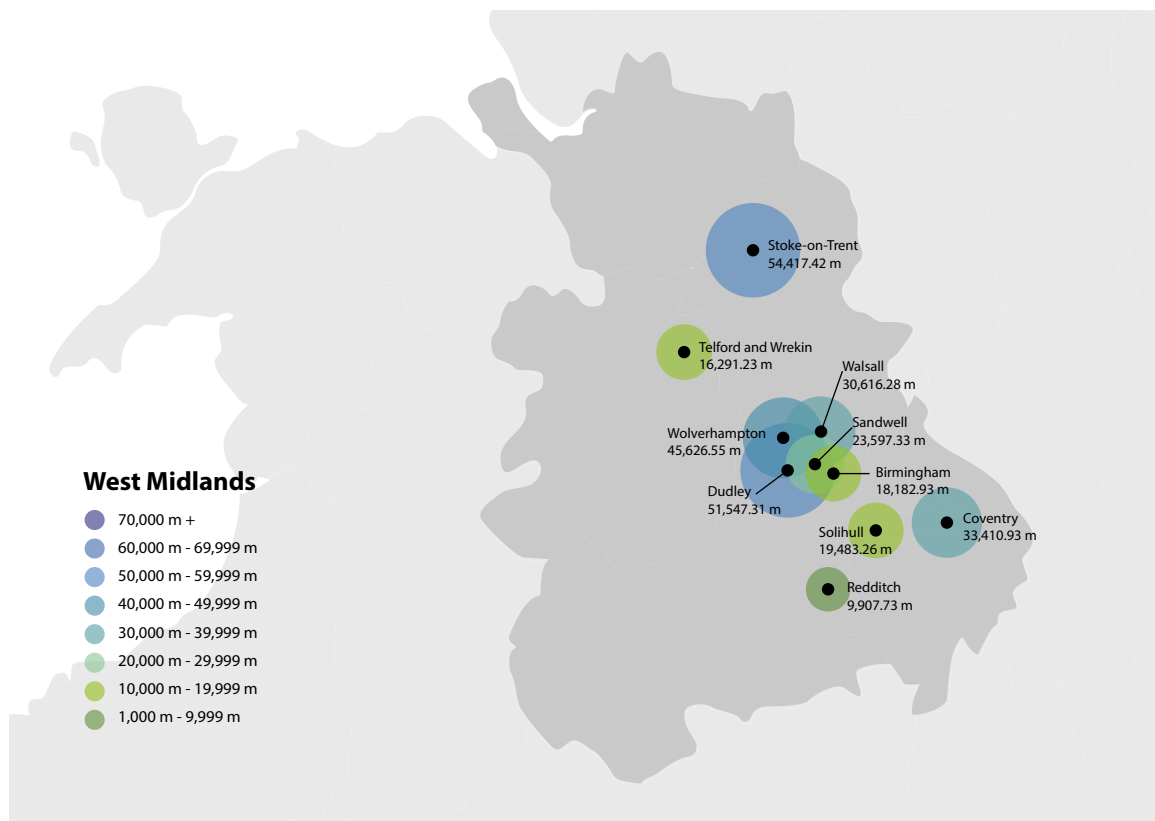 Stoke-on-Trent
54,417.42 m
Telford and Wrekin
16,291.23 m
Walsall
30,616.28 m
Sandwell
23,597.33 m
Wolverhampton
45,626.55 m
Birmingham
18,182.93 m
Dudley
51,547.31 m
Coventry
33,410.93 m
Solihull
19,483.26 m
Redditch
9,907.73 m
West Midlands
70,000 m +
60,000 m - 69,999 m
50,000 m - 59,999 m
40,000 m - 49,999 m
30,000 m - 39,999 m
20,000 m - 29,999 m
10,000 m - 19,999 m
1,000 m - 9,999 m